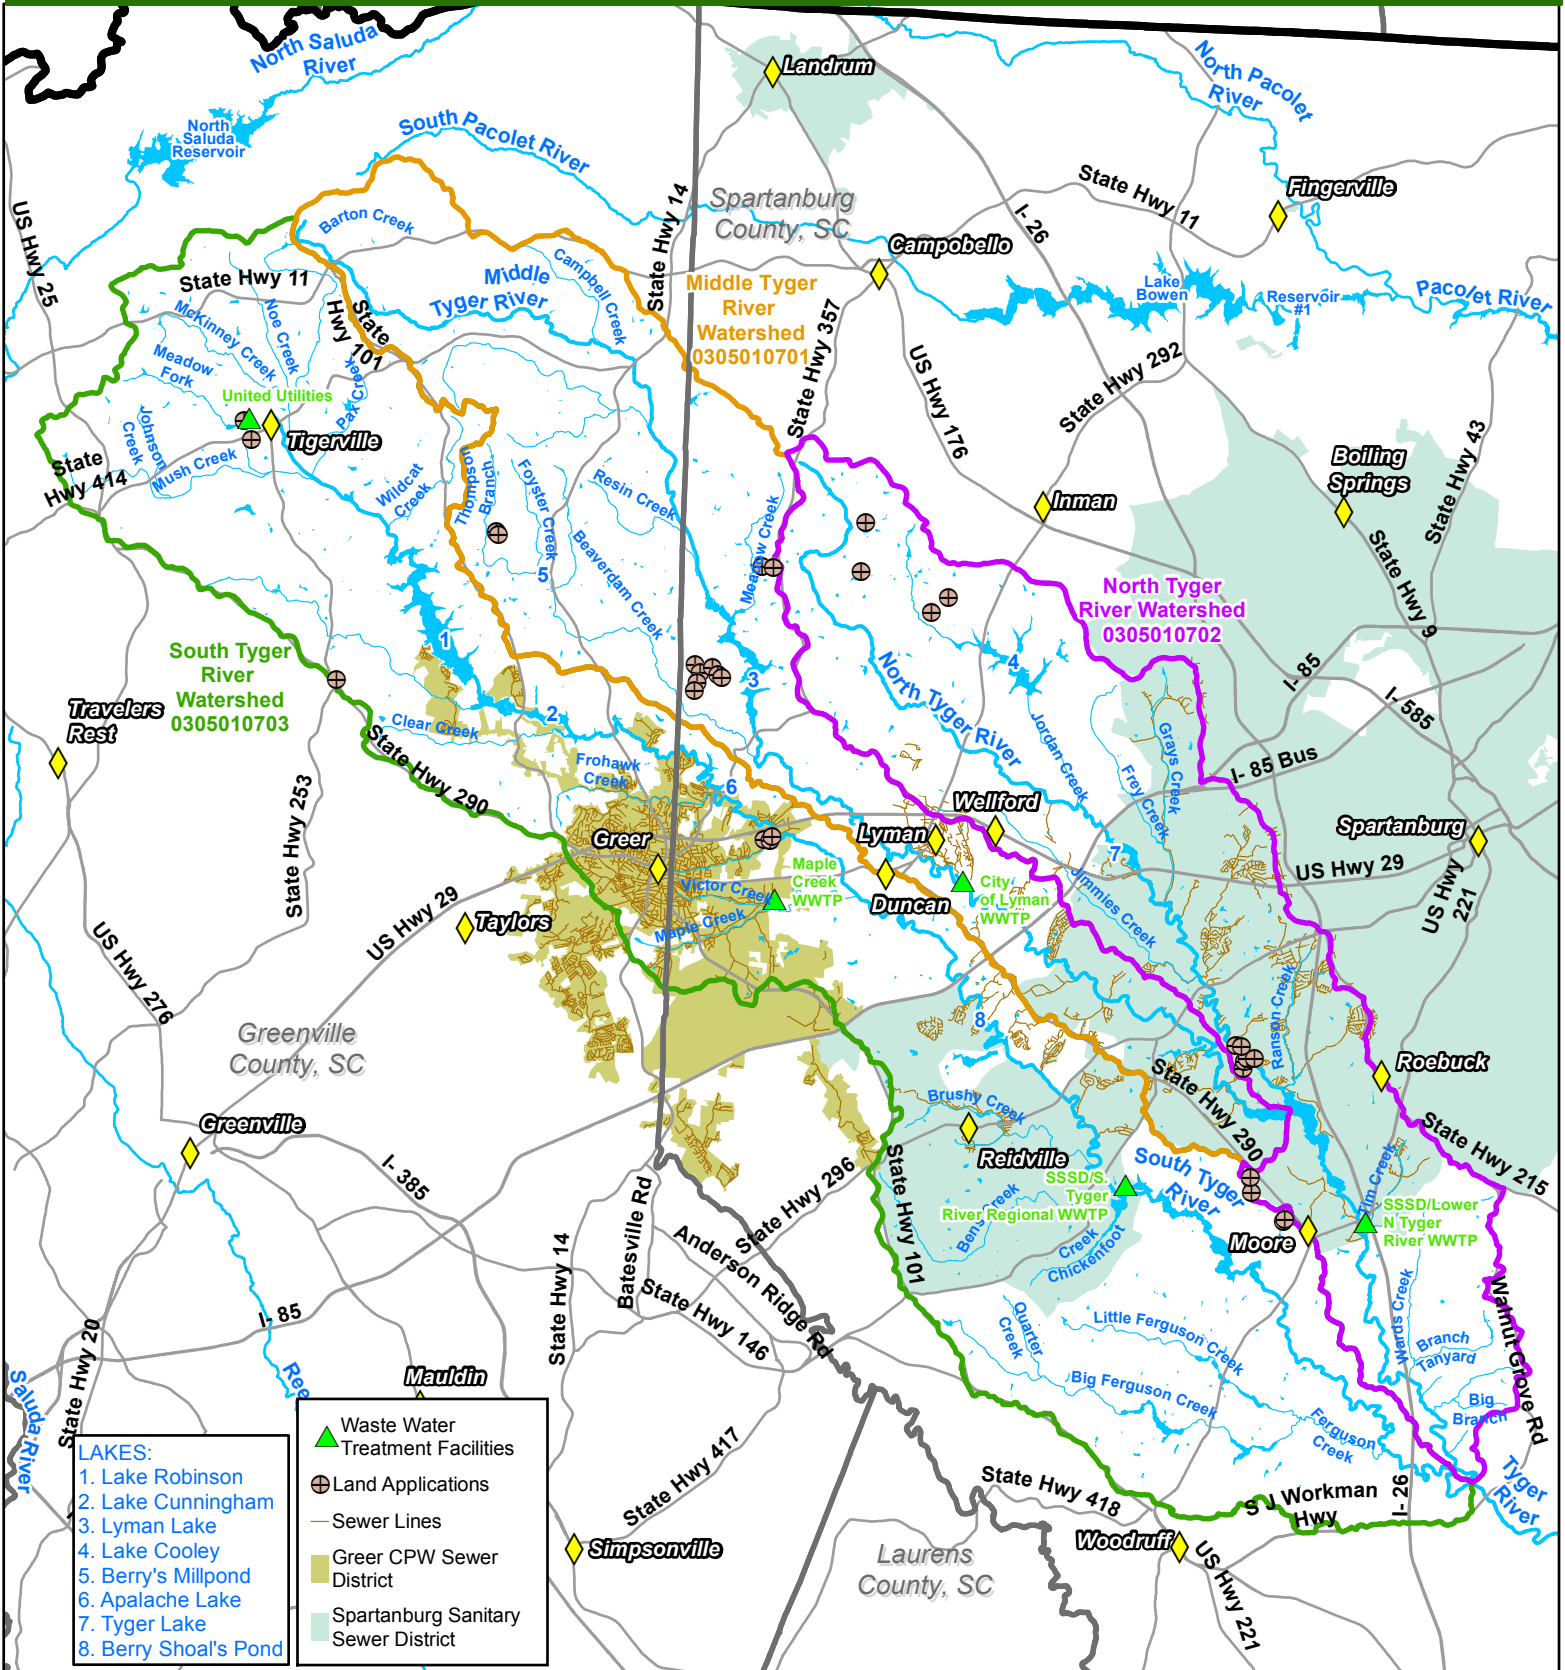 North Saluda
River
North
Saluda
Reservoir
South Pacolet River
Landrum
North Pacolet
River
Spartanburg
County, SC
State Hwy 14
I- 26
State Hwy 11
Fingerville
Campobello
Lake
Bowen
Reservoir
#1
Pacolet River
US Hwy 25
Barton Creek
State Hwy 11
Middle
Tyger River
Campbell Creek
Middle Tyger
River
Watershed
0305010701
State Hwy 357
US Hwy 176
State Hwy 292
State
Hwy 101
McKinney Creek
Noe Creek
Meadow
Fork
Pax Creek
United Utilities
Tigerville
Johnson
Creek
Mush Creek
State
Hwy 414
Wildcat
Creek
Thompson
Branch
Foyster Creek
Resin Creek
Beaverdam Creek
Meadow Creek
Inman
Boiling
Springs
State Hwy 43
State Hwy 9
5
North Tyger
River Watershed
0305010702
1
South Tyger
River
Watershed
0305010703
3
4
2
North Tyger River
I- 85
I- 585
Travelers
Rest
Clear Creek
State Hwy 290
Frohawk
Creek
Jordan Creek
Grays Creek
Frey Creek
I- 85 Bus
6
State Hwy 253
Greer
Lyman
Wellford
Spartanburg
7
US Hwy 29
US Hwy
221
Maple
Creek
WWTP
Victor Creek
Maple Creek
Duncan
City
of Lyman
WWTP
Jimmies Creek
Taylors
US Hwy 29
US Hwy 276
Ranson Creek
8
Greenville
County, SC
Roebuck
State Hwy 290
Brushy Creek
Reidville
State Hwy 215
Greenville
I- 385
State Hwy 296
State Hwy 101
SSSD/S.
Tyger
River Regional WWTP
South Tyger
River
Tim Creek
SSSD/Lower
N Tyger
River WWTP
Bens Creek
Creek
Chickenfoot
Moore
Batesville Rd
Anderson Ridge Rd
State Hwy 14
State Hwy 146
I- 85
State Hwy 20
Quarter
Creek
Little Ferguson Creek
Wards Creek
Branch
Tanyard
Walnut Grove Rd
Big Ferguson Creek
Big
Branch
Ferguson
Creek
Saluda River
Ree
Mauldin
State Hwy 417
State Hwy 418
S J Workman
Hwy
I- 26
Tyger
River
Simpsonville
Laurens
County, SC
Woodruff
US Hwy 221
LAKES:
1. Lake Robinson
2. Lake Cunningham
3. Lyman Lake
4. Lake Cooley
5. Berry's Millpond
6. Apalache Lake
7. Tyger Lake
8. Berry Shoal's Pond
Waste Water
Treatment Facilities
Land Applications
Sewer Lines
Greer CPW Sewer
District
Spartanburg Sanitary
Sewer District